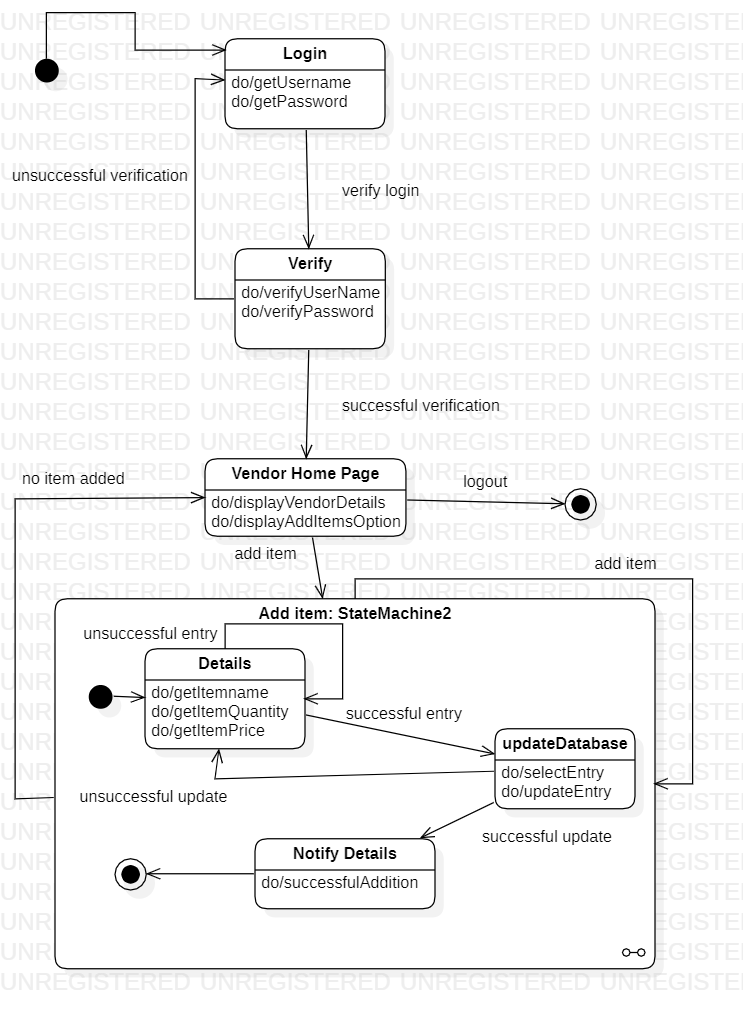 Login
do/getUsername
do/getPassword
unsuccessful verification
verify login
Verify
do/verifyUserName
do/verifyPassword
successful verification
no item added
Vendor Home Page
do/displayVendorDetails
do/displayAddItemsOption
logout
add item
add item
Add item: StateMachine2
unsuccessful entry
Details
do/getItemname
do/getItemQuantity
do/getItemPrice
successful entry
updateDatabase
do/selectEntry
do/updateEntry
unsuccessful update
successful update
Notify Details
do/successfulAddition
UNREGISTERED